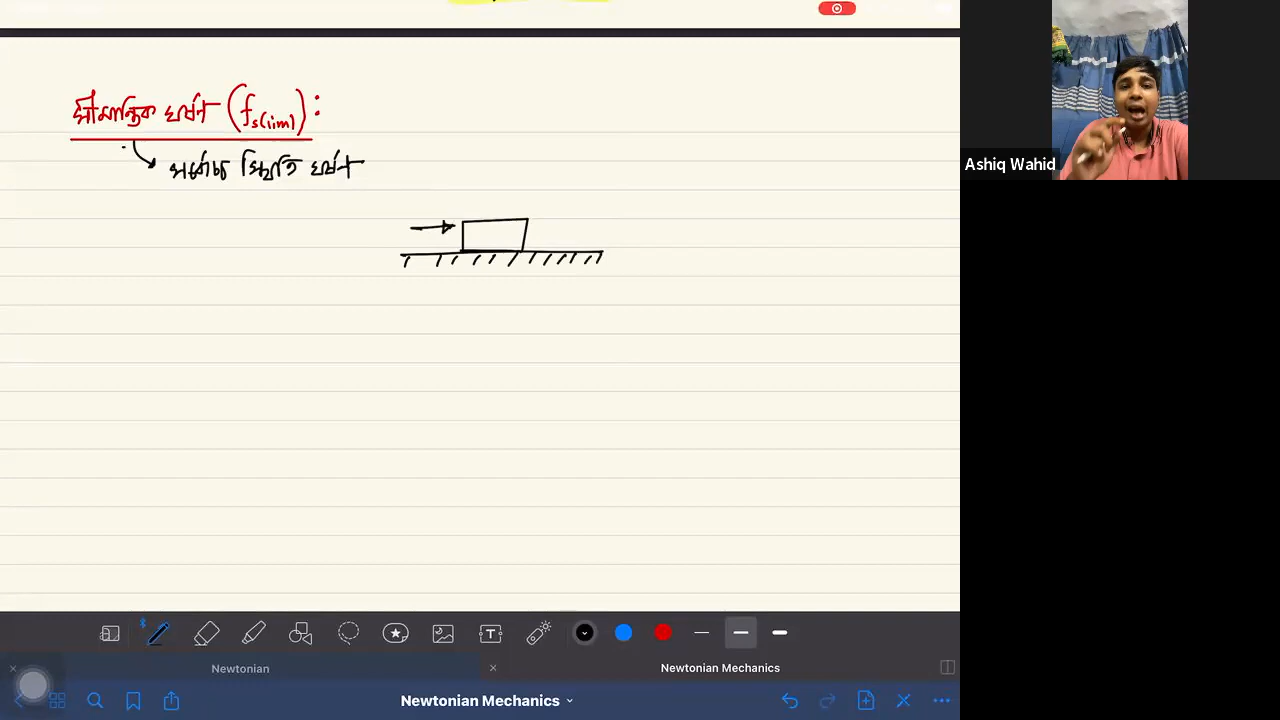 সীমান্তিক ঘর্ষণ (fs(lim)):
সর্বোচ্চ স্থিতি ঘর্ষণ
Ashiq Wahid
T
Newtonian
Newtonian Mechanics
Newtonian Mechanics